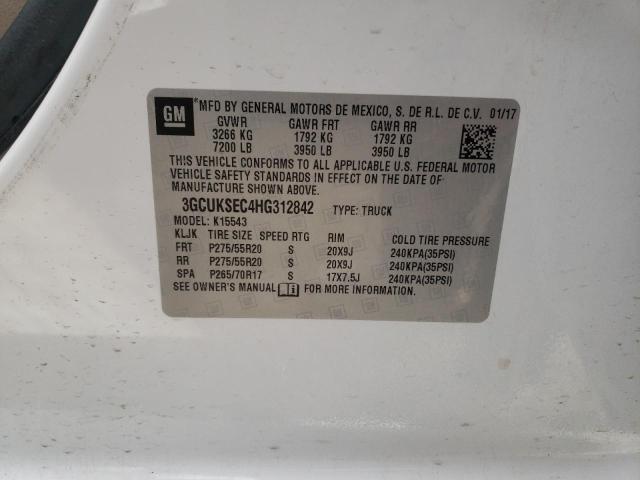 GM ® MFD BY GENERAL MOTORS DE MEXICO, S. DE R.L. DE C.V. 01/17
GVWR GAWR FRT GAWR RR
3266 KG 1792 KG 1792 KG
7200 LB 3950 LB 3950 LB
THIS VEHICLE CONFORMS TO ALL APPLICABLE U.S. FEDERAL MOTOR
VEHICLE SAFETY STANDARDS IN EFFECT ON THE DATE OF
MANUFACTURE SHOWN ABOVE.
3GCUKSEC4HG312842 TYPE: TRUCK
MODEL: K15543
KLJK TIRE SIZE SPEED RTG RIM COLD TIRE PRESSURE
FRT P275/55R20 S 20X9J 240KPA(35PSI)
RR P275/55R20 S 20X9J 240KPA(35PSI)
SPA P265/70R17 S 17X7.5J 240KPA(35PSI)
SEE OWNER'S MANUAL FOR MORE INFORMATION.